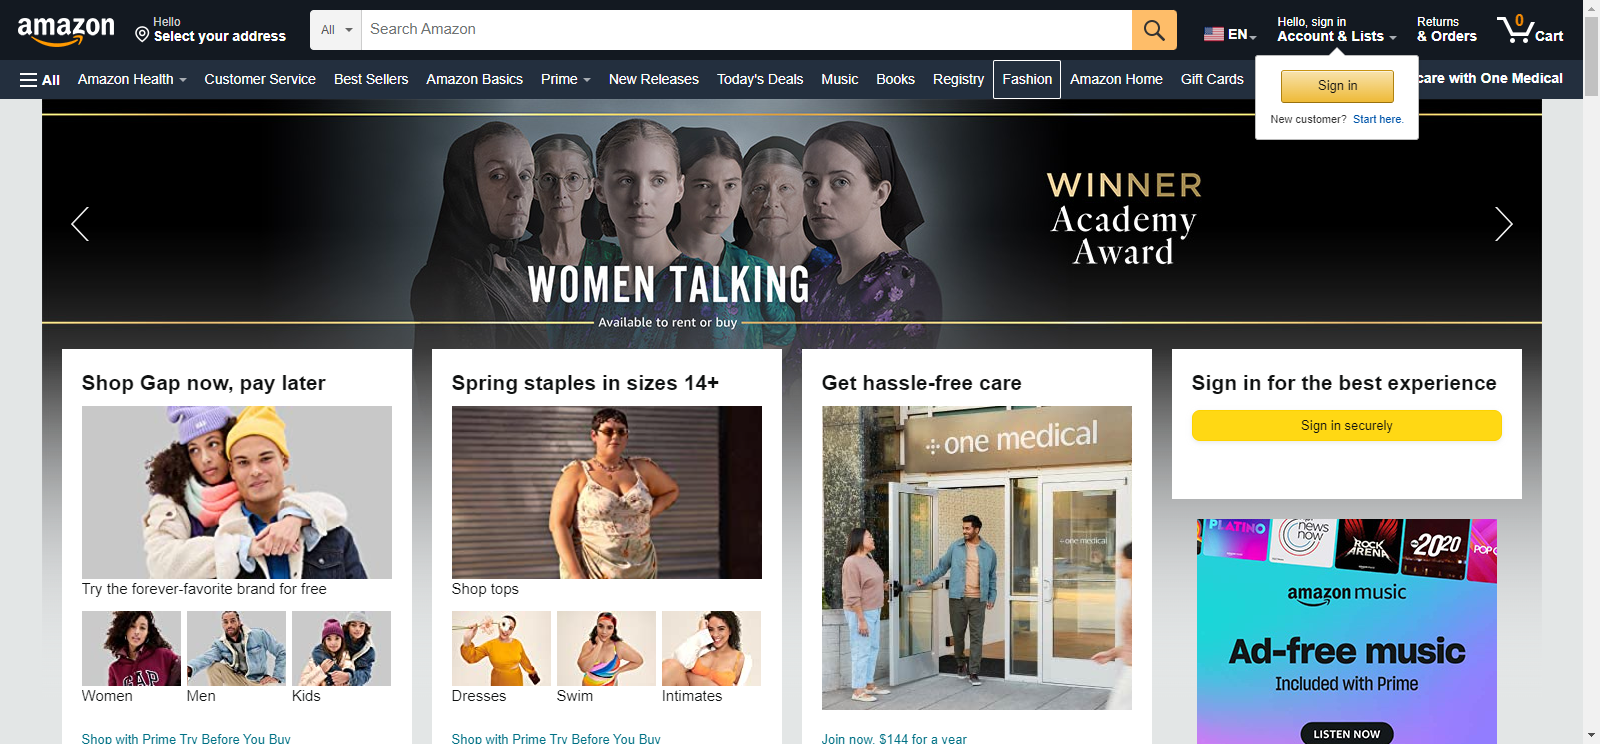 amazon
Hello
Select your address
All
Search Amazon
EN
Hello, sign in
Account & Lists
Returns
& Orders
0
Cart
All
Amazon Health
Customer Service
Best Sellers
Amazon Basics
Prime
New Releases
Today's Deals
Music
Books
Registry
Fashion
Amazon Home
Gift Cards
care with One Medical
Sign in
New customer? Start here.
WINNER
Academy
Award
WOMEN TALKING
Available to rent or buy
Shop Gap now, pay later
Try the forever-favorite brand for free
GAP
Women
Men
Kids
Shop with Prime Try Before You Buy
Spring staples in sizes 14+
Shop tops
Dresses
Swim
Intimates
Shop with Prime Try Before You Buy
Get hassle-free care
one medical
one medical
Join now, $144 for a year
Sign in for the best experience
Sign in securely
PLATINO
news
now
ROCK
ARENA
2020
POP
amazon music
Ad-free music
Included with Prime
LISTEN NOW